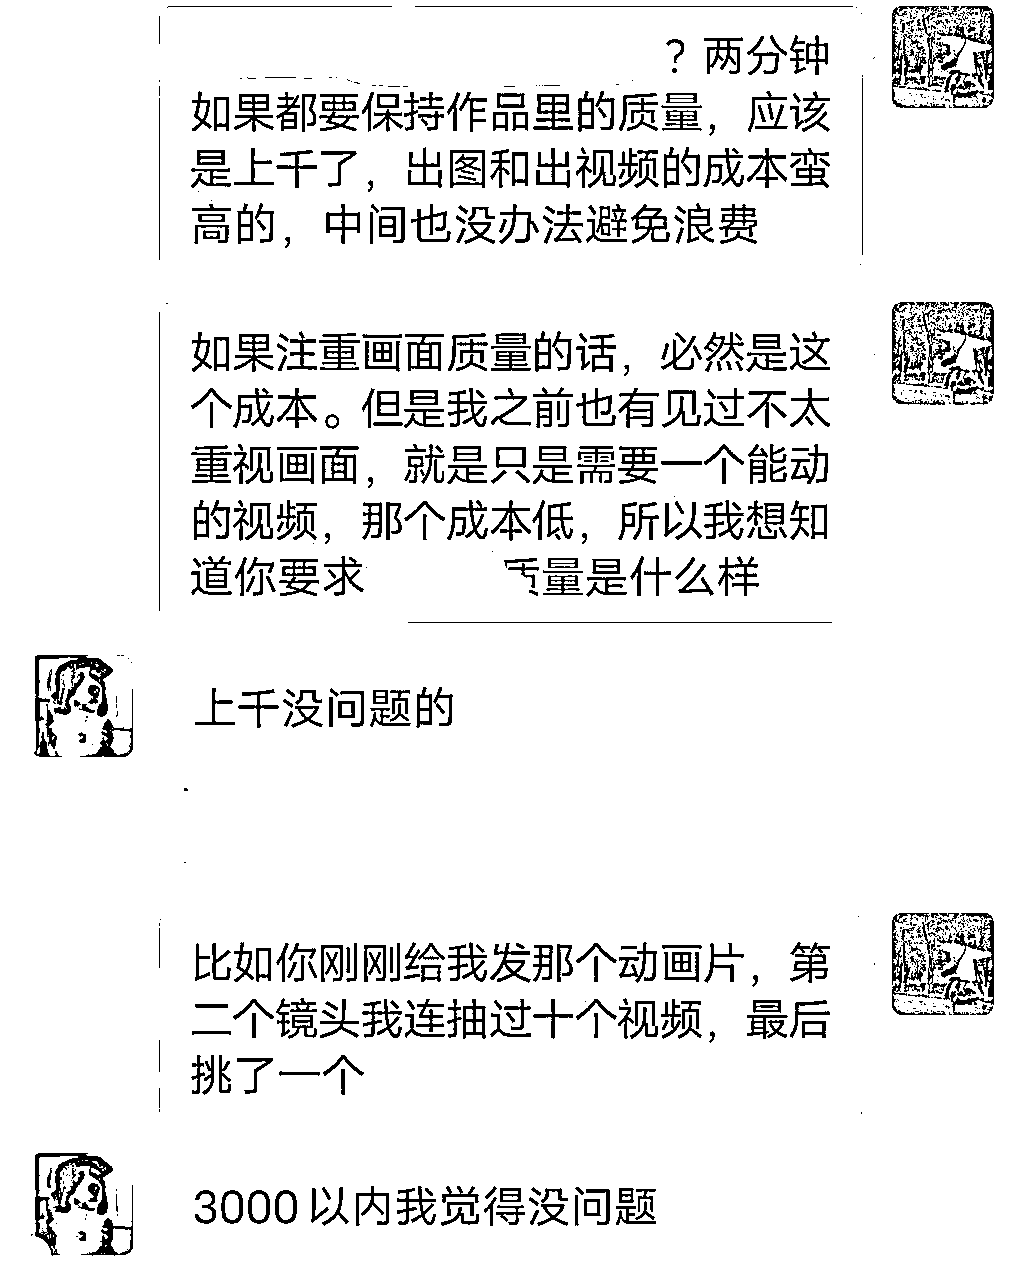 ？两分钟
如果都要保持作品里的质量，应该
是上千了，出图和出视频的成本蛮
高的，中间也没办法避免浪费
如果注重画面质量的话，必然是这
个成本。但是我之前也有见过不太
重视画面，就是只是需要一个能动
的视频，那个成本低，所以我想知
道你要求 质量是什么样
上千没问题的
比如你刚刚给我发那个动画片，第
二个镜头我连抽过十个视频，最后
挑了一个
3000以内我觉得没问题